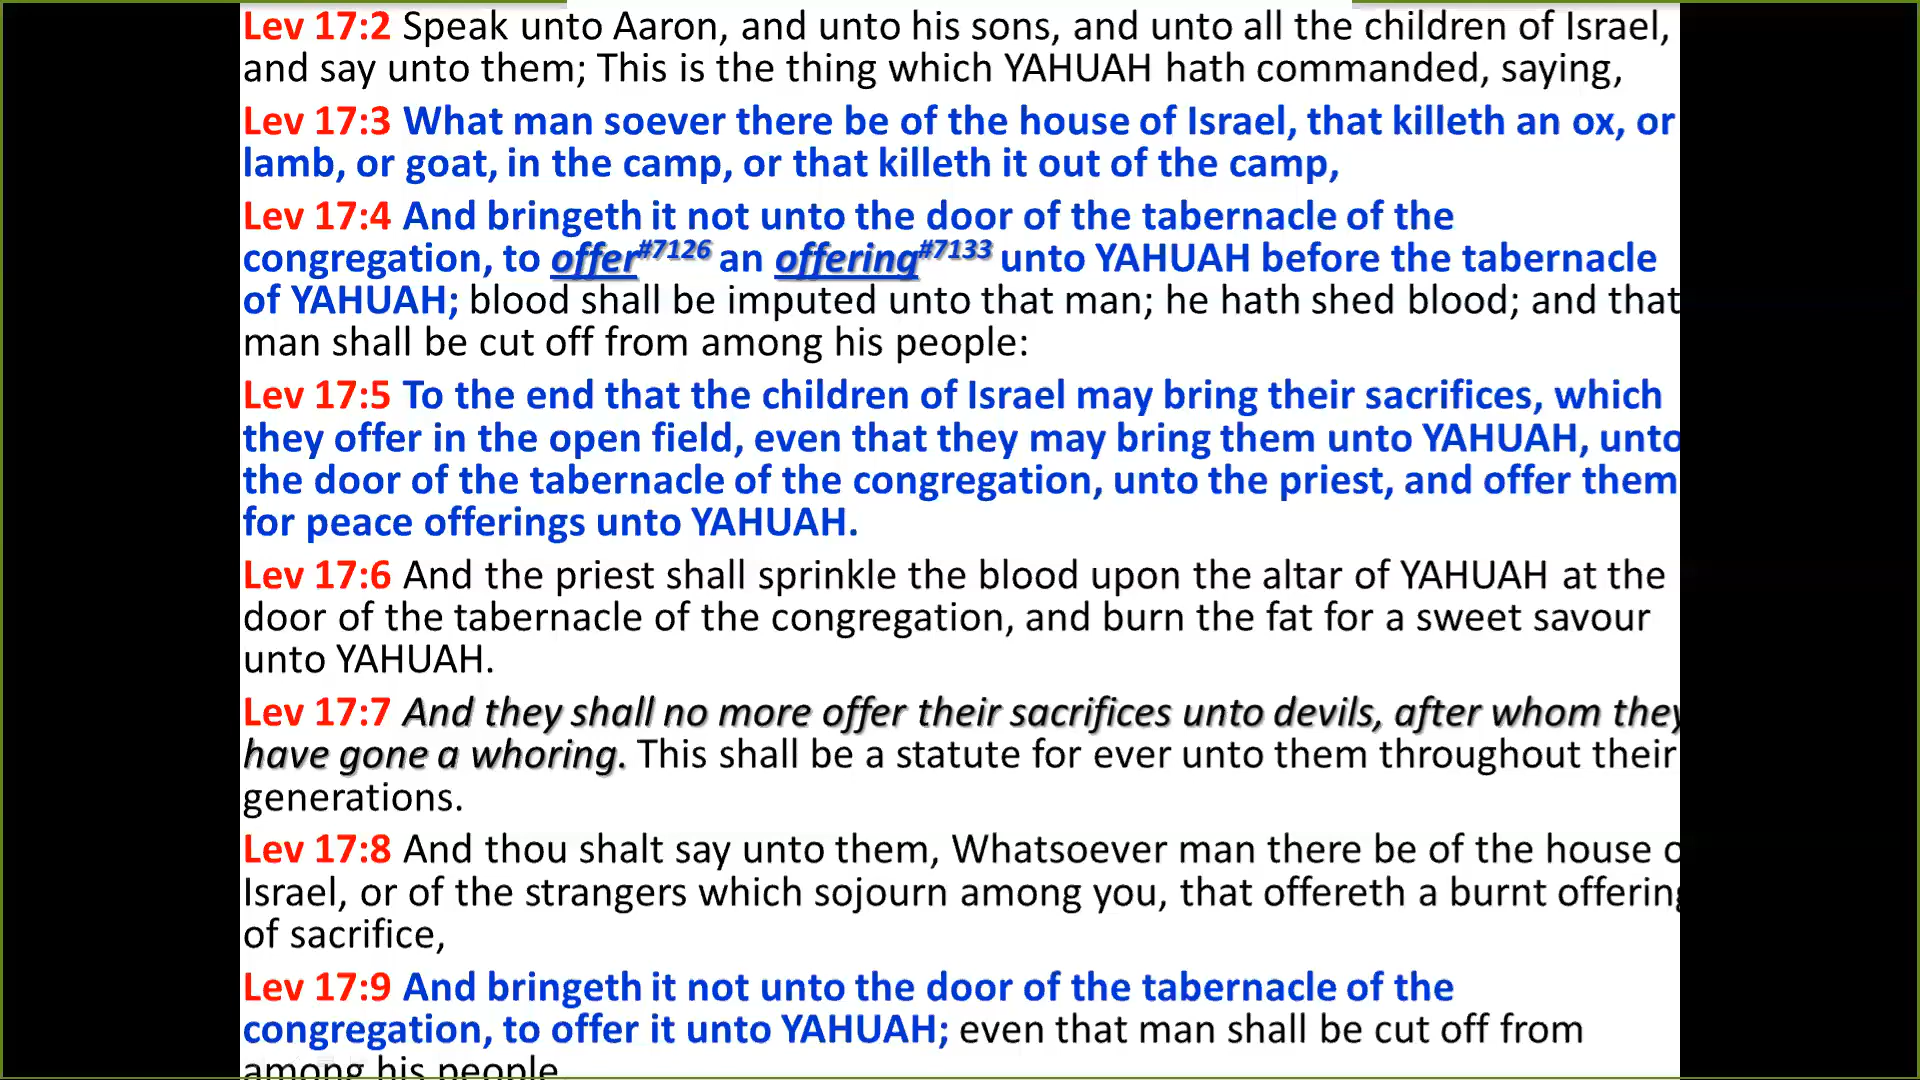 Lev 17:2 Speak unto Aaron, and unto his sons, and unto all the children of Israel,
and say unto them; This is the thing which YAHUAH hath commanded, saying,
Lev 17:3 What man soever there be of the house of Israel, that killeth an ox, or
lamb, or goat, in the camp, or that killeth it out of the camp,
Lev 17:4 And bringeth it not unto the door of the tabernacle of the
congregation, to offer#7126 an offering#7133 unto YAHUAH before the tabernacle
of YAHUAH; blood shall be imputed unto that man; he hath shed blood; and that
man shall be cut off from among his people:
Lev 17:5 To the end that the children of Israel may bring their sacrifices, which
they offer in the open field, even that they may bring them unto YAHUAH, unto
the door of the tabernacle of the congregation, unto the priest, and offer them
for peace offerings unto YAHUAH.
Lev 17:6 And the priest shall sprinkle the blood upon the altar of YAHUAH at the
door of the tabernacle of the congregation, and burn the fat for a sweet savour
unto YAHUAH.
Lev 17:7 And they shall no more offer their sacrifices unto devils, after whom they
have gone a whoring. This shall be a statute for ever unto them throughout their
generations.
Lev 17:8 And thou shalt say unto them, Whatsoever man there be of the house o
Israel, or of the strangers which sojourn among you, that offereth a burnt offering
of sacrifice,
Lev 17:9 And bringeth it not unto the door of the tabernacle of the
congregation, to offer it unto YAHUAH; even that man shall be cut off from
among his people